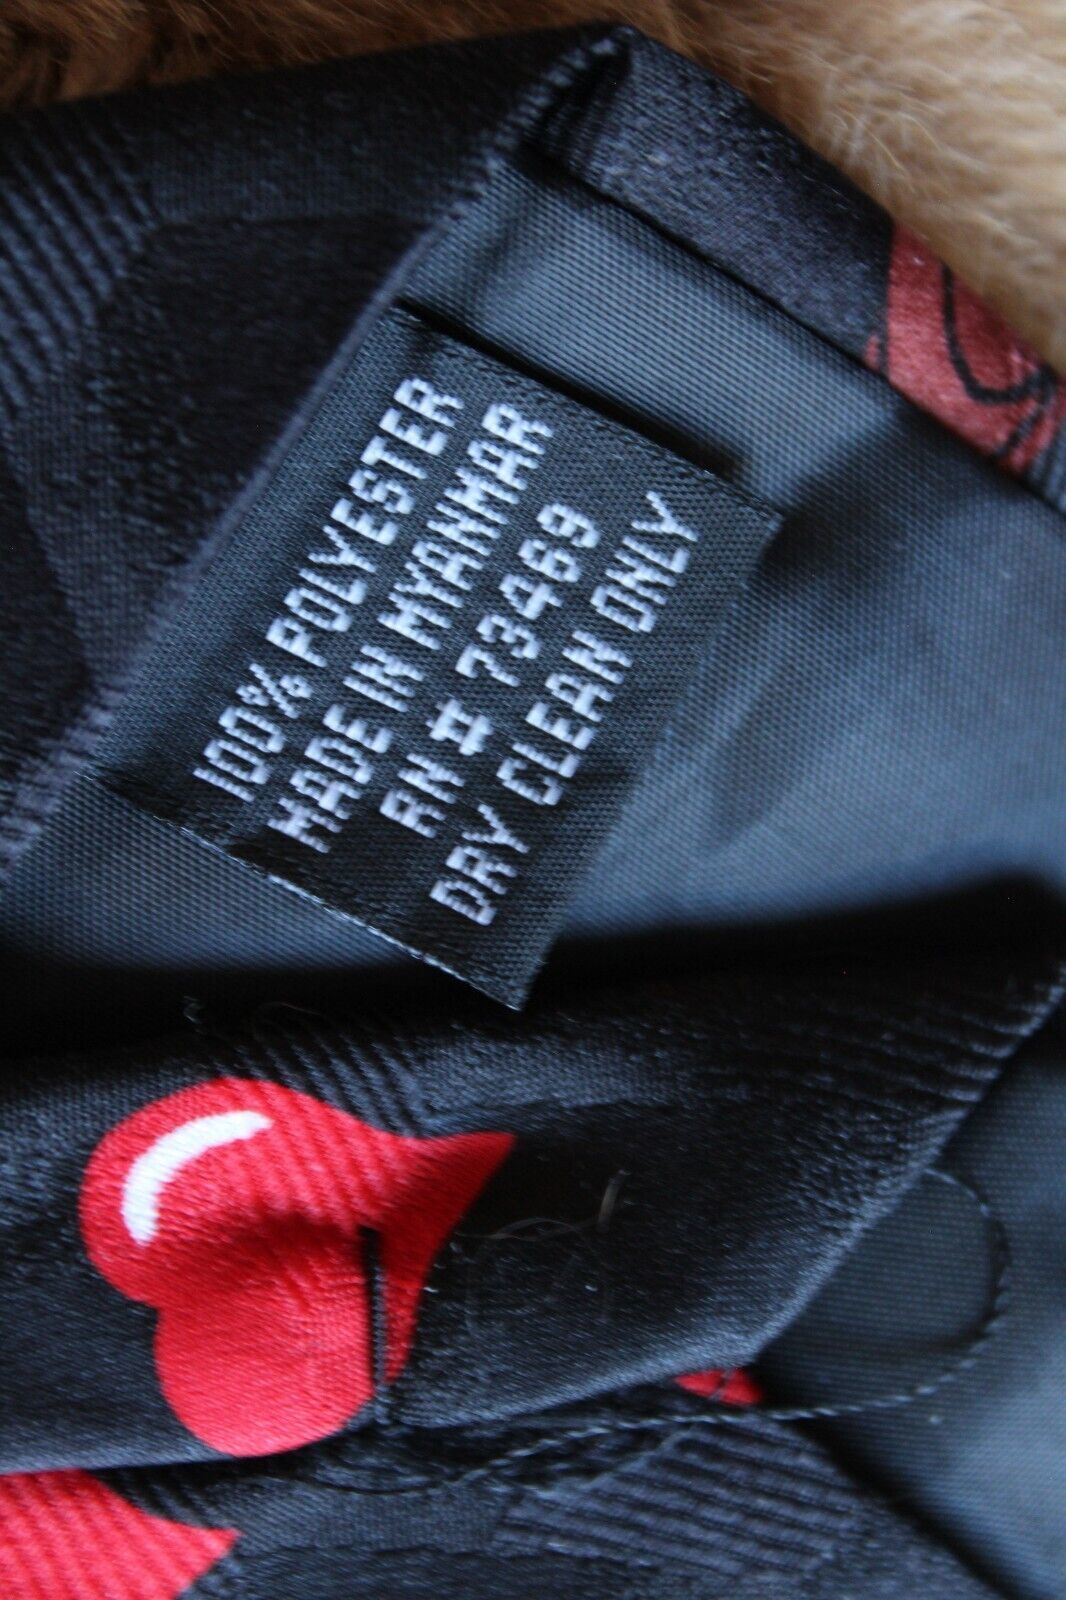 100% POLYESTER
MADE IN MYANMAR
RN # 73469
DRY CLEAN ONLY